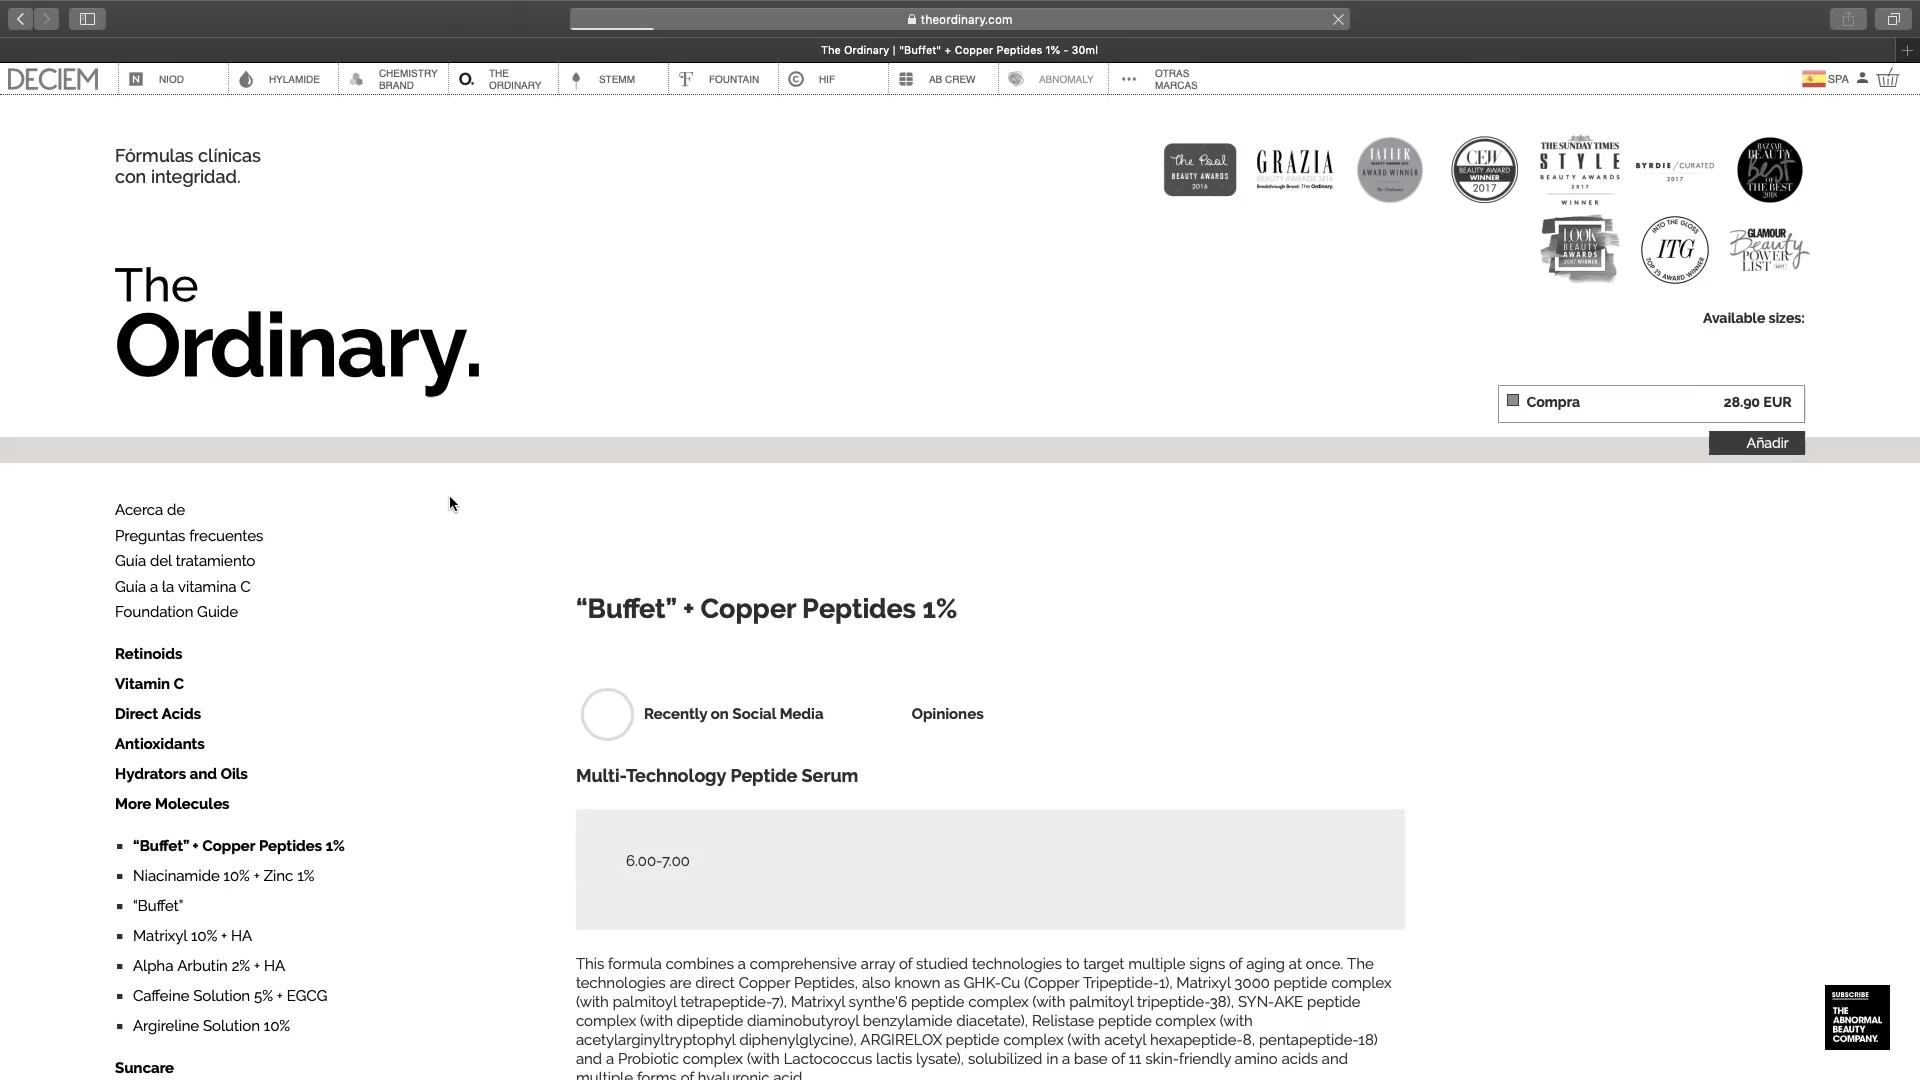 theordinary.com
The Ordinary | "Buffet" + Copper Peptides 1% - 30ml
DECIEM
N NIOD
HYLAMIDE
CHEMISTRY
BRAND
O. THE
ORDINARY
STEMM
F FOUNTAIN
C HIF
AB CREW
ABNOMALY
OTRAS
MARCAS
SPA
Fórmulas clínicas
con integridad.
The Pool
BEAUTY AWARDS
2016
GRAZIA
BEAUTY AWARDS 2016
Breakthrough Brand: The Ordinary.
TATLER
AWARD WINNER
The Ordinary
CEW
BEAUTY AWARD
WINNER
2017
THE SUNDAY TIMES
STYLE
BEAUTY AWARDS
2017
WINNER
BYRDIE / CURATED
2017
BAZAAR
BEAUTY
Best
OF
THE BEST
2018
LOOK
BEAUTY
AWARDS
2017 WINNER
INTO THE GLOSS
ITG
TOP 25 AWARD WINNER
GLAMOUR
Beauty
POWER
LIST
The
Ordinary.
Available sizes:
Compra 28.90 EUR
Añadir
Acerca de
Preguntas frecuentes
Guía del tratamiento
Guía a la vitamina C
Foundation Guide
Retinoids
Vitamin C
Direct Acids
Antioxidants
Hydrators and Oils
More Molecules
“Buffet” + Copper Peptides 1%
Niacinamide 10% + Zinc 1%
“Buffet”
Matrixyl 10% + HA
Alpha Arbutin 2% + HA
Caffeine Solution 5% + EGCG
Argireline Solution 10%
Suncare
“Buffet” + Copper Peptides 1%
Recently on Social Media
Opiniones
Multi-Technology Peptide Serum
6.00-7.00
This formula combines a comprehensive array of studied technologies to target multiple signs of aging at once. The
technologies are direct Copper Peptides, also known as GHK-Cu (Copper Tripeptide-1), Matrixyl 3000 peptide complex
(with palmitoyl tetrapeptide-7), Matrixyl synthe'6 peptide complex (with palmitoyl tripeptide-38), SYN-AKE peptide
complex (with dipeptide diaminobutyroyl benzylamide diacetate), Relistase peptide complex (with
acetylarginyltryptophyl diphenylglycine), ARGIRELOX peptide complex (with acetyl hexapeptide-8, pentapeptide-18)
and a Probiotic complex (with Lactococcus lactis lysate), solubilized in a base of 11 skin-friendly amino acids and
multiple forms of hyaluronic acid.
SUBSCRIBE
THE
ABNORMAL
BEAUTY
COMPANY.